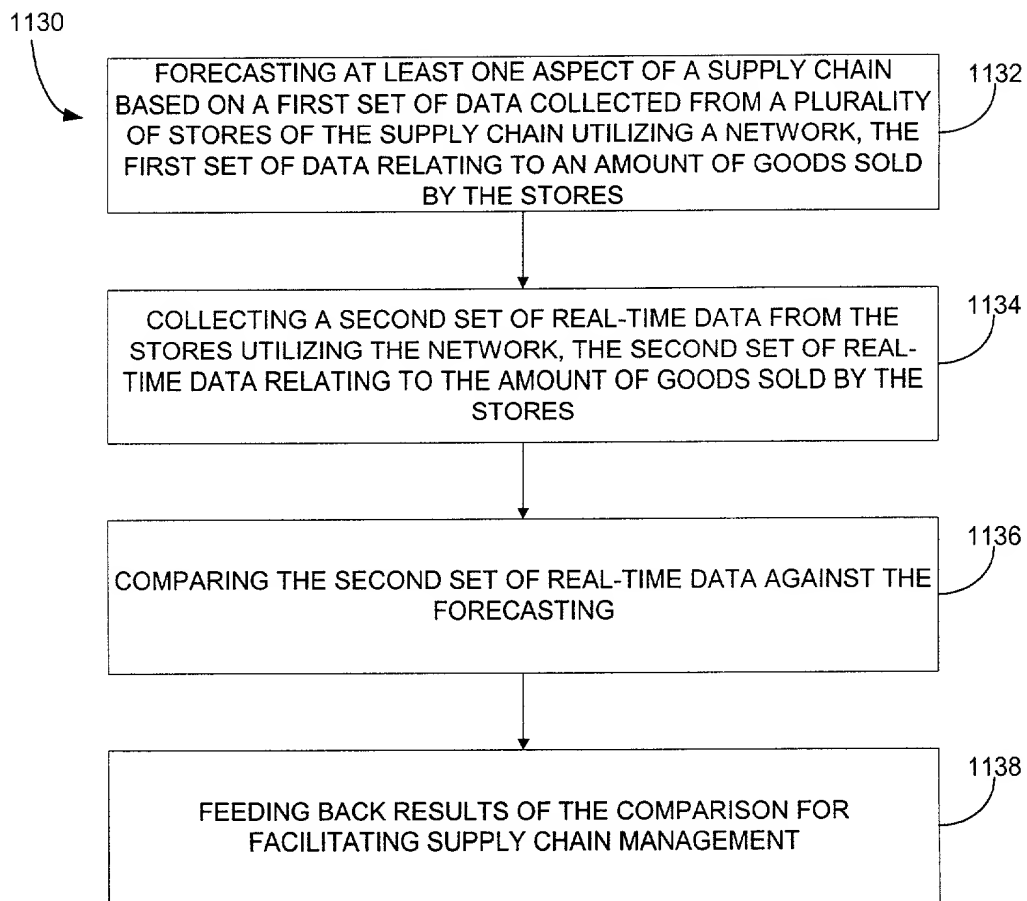 1130
FORECASTING AT LEAST ONE ASPECT OF A SUPPLY CHAIN
BASED ON A FIRST SET OF DATA COLLECTED FROM A PLURALITY
OF STORES OF THE SUPPLY CHAIN UTILIZING A NETWORK, THE
FIRST SET OF DATA RELATING TO AN AMOUNT OF GOODS SOLD
BY THE STORES
1132
COLLECTING A SECOND SET OF REAL-TIME DATA FROM THE
STORES UTILIZING THE NETWORK, THE SECOND SET OF REAL-
TIME DATA RELATING TO THE AMOUNT OF GOODS SOLD BY THE
STORES
1134
COMPARING THE SECOND SET OF REAL-TIME DATA AGAINST THE
FORECASTING
1136
FEEDING BACK RESULTS OF THE COMPARISON FOR
FACILITATING SUPPLY CHAIN MANAGEMENT
1138